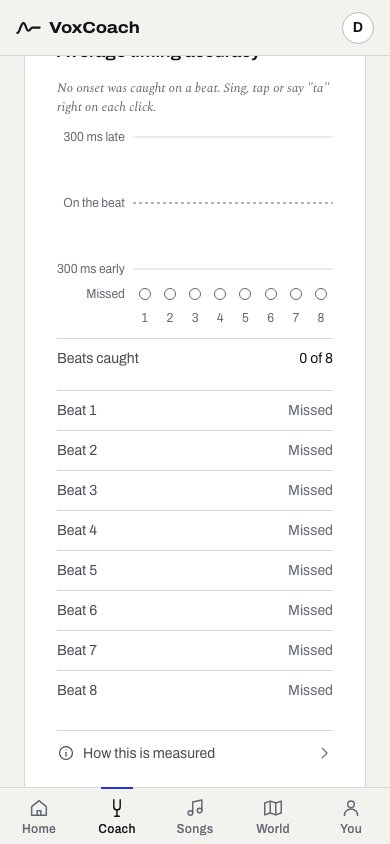 VoxCoach
D
Average timing accuracy
No onset was caught on a beat. Sing, tap or say "ta"
right on each click.
300 ms late
On the beat
300 ms early
Missed
1 2 3 4 5 6 7 8
Beats caught 0 of 8
Beat 1 Missed
Beat 2 Missed
Beat 3 Missed
Beat 4 Missed
Beat 5 Missed
Beat 6 Missed
Beat 7 Missed
Beat 8 Missed
How this is measured
Home Coach Songs World You